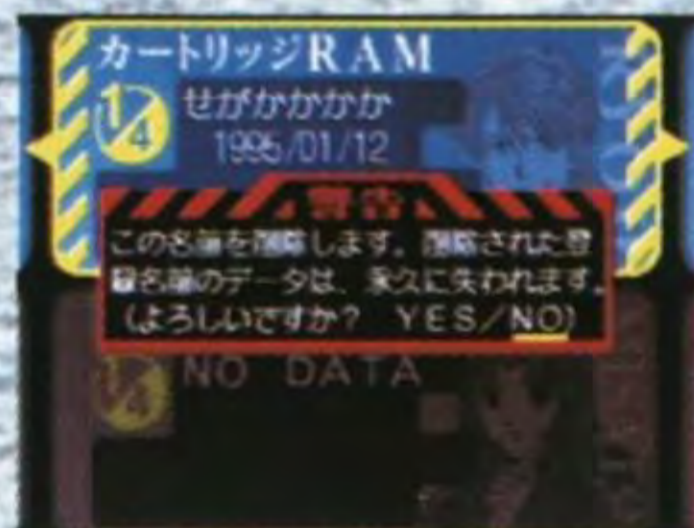 カートリッジRAM
1/4
せがかかかか
1995/01/12
警告
この名前を削除します。削除された登
録名簿のデータは、永久に失われます。
(よろしいですか? YES/NO)
1/4
NO DATA